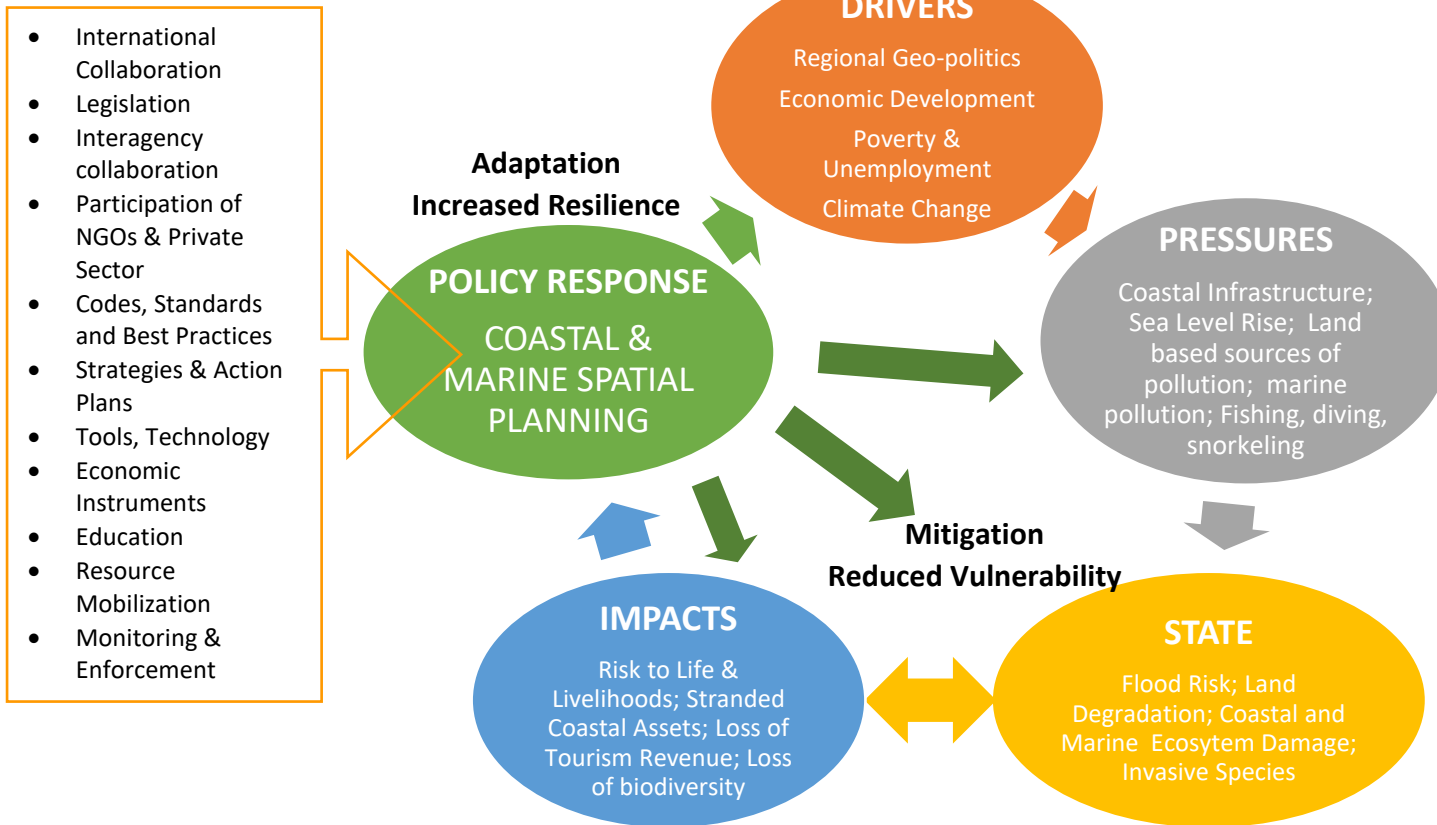 International
Collaboration
Legislation
Interagency
collaboration
Participation of
NGOs & Private
Sector
Codes, Standards
and Best Practices
Strategies & Action
Plans
Tools, Technology
Economic
Instruments
Education
Resource
Mobilization
Monitoring &
Enforcement
Adaptation
Increased Resilience
POLICY RESPONSE
COASTAL &
MARINE SPATIAL
PLANNING
DRIVERS
Regional Geo-politics
Economic Development
Poverty &
Unemployment
Climate Change
PRESSURES
Coastal Infrastructure;
Sea Level Rise; Land
based sources of
pollution; marine
pollution; Fishing, diving,
snorkeling
Mitigation
Reduced Vulnerability
IMPACTS
Risk to Life &
Livelihoods; Stranded
Coastal Assets; Loss of
Tourism Revenue; Loss
of biodiversity
STATE
Flood Risk; Land
Degradation; Coastal and
Marine Ecosytem Damage;
Invasive Species